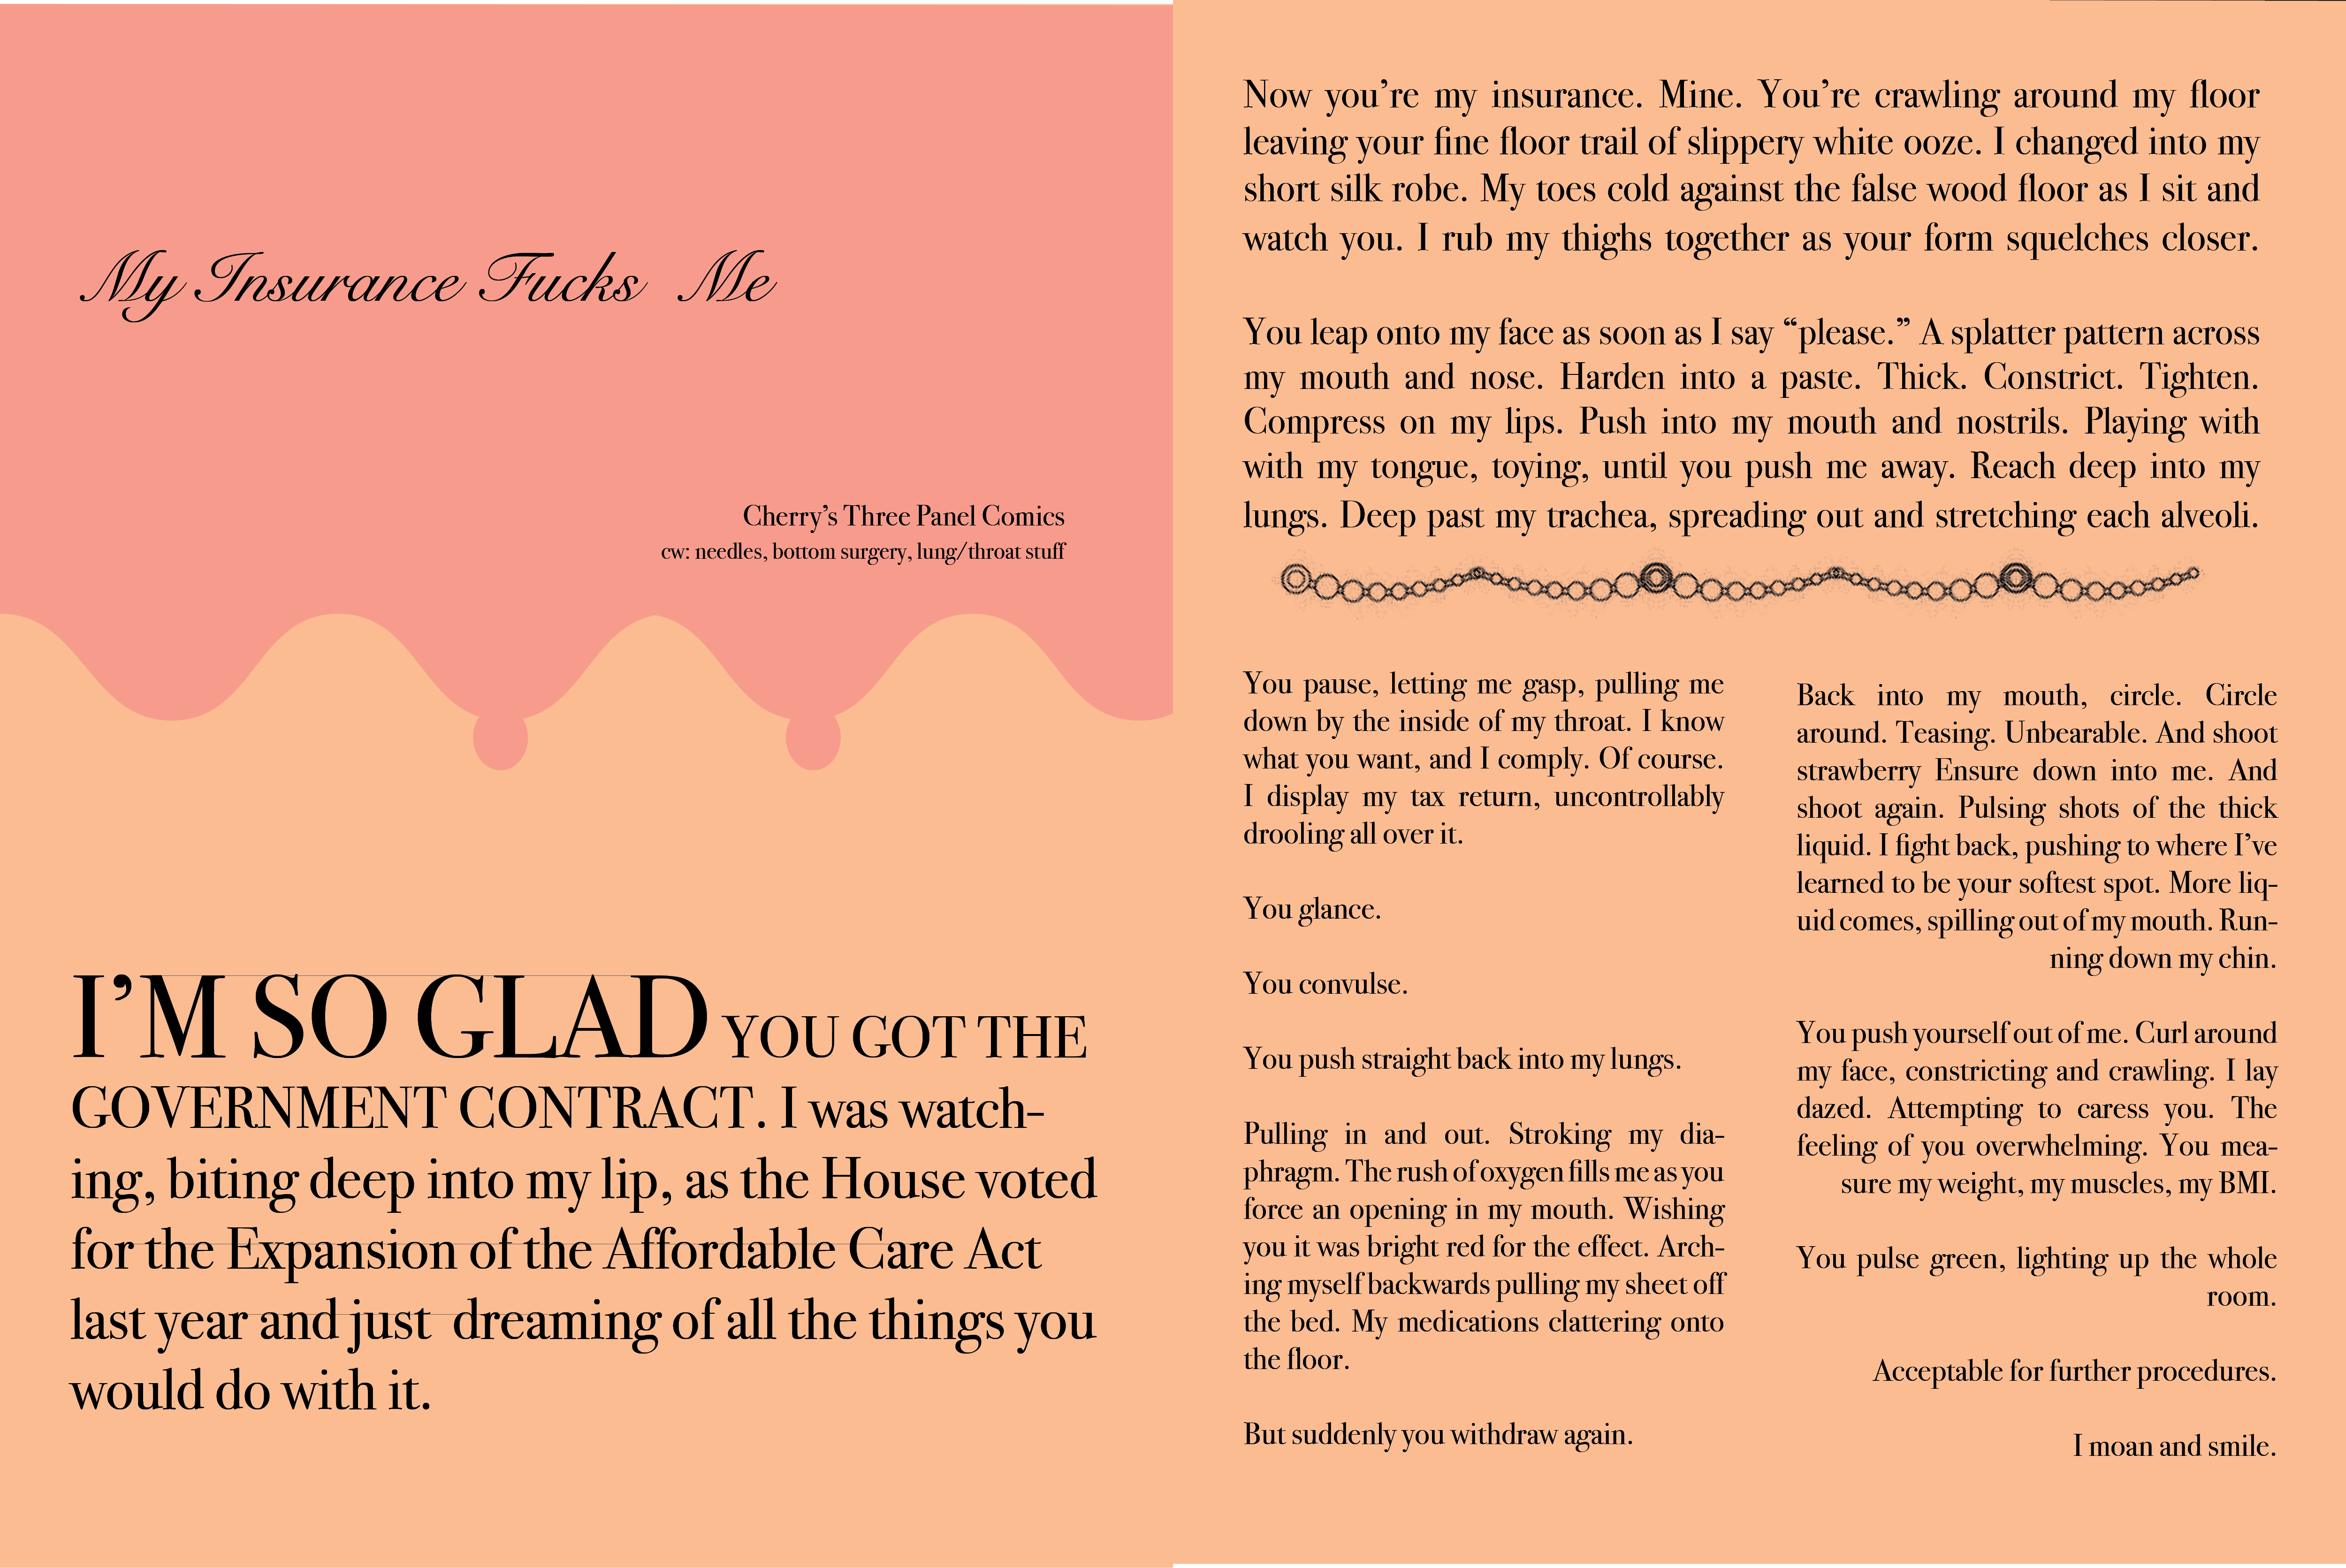 My Insurance Fucks Me
Cherry's Three Panel Comics
cw: needles, bottom surgery, lung/throat stuff
I'M SO GLAD YOU GOT THE
GOVERNMENT CONTRACT. I was watch-
ing, biting deep into my lip, as the House voted
for the Expansion of the Affordable Care Act
last year and just dreaming of all the things you
would do with it.
Now you're my insurance. Mine. You're crawling around my floor
leaving your fine floor trail of slippery white ooze. I changed into my
short silk robe. My toes cold against the false wood floor as I sit and
watch you. I rub my thighs together as your form squelches closer.
You leap onto my face as soon as I say “please.” A splatter pattern across
my mouth and nose. Harden into a paste. Thick. Constrict. Tighten.
Compress on my lips. Push into my mouth and nostrils. Playing with
with my tongue, toying, until you push me away. Reach deep into my
lungs. Deep past my trachea, spreading out and stretching each alveoli.
You pause, letting me gasp, pulling me
down by the inside of my throat. I know
what you want, and I comply. Of course.
I display my tax return, uncontrollably
drooling all over it.
You glance.
You convulse.
You push straight back into my lungs.
Pulling in and out. Stroking my dia-
phragm. The rush of oxygen fills me as you
force an opening in my mouth. Wishing
you it was bright red for the effect. Arch-
ing myself backwards pulling my sheet off
the bed. My medications clattering onto
the floor.
But suddenly you withdraw again.
Back into my mouth, circle. Circle
around. Teasing. Unbearable. And shoot
strawberry Ensure down into me. And
shoot again. Pulsing shots of the thick
liquid. I fight back, pushing to where I've
learned to be your softest spot. More liq-
uid comes, spilling out of my mouth. Run-
ning down my chin.
You push yourself out of me. Curl around
my face, constricting and crawling. I lay
dazed. Attempting to caress you. The
feeling of you overwhelming. You mea-
sure my weight, my muscles, my BMI.
You pulse green, lighting up the whole
room.
Acceptable for further procedures.
I moan and smile.